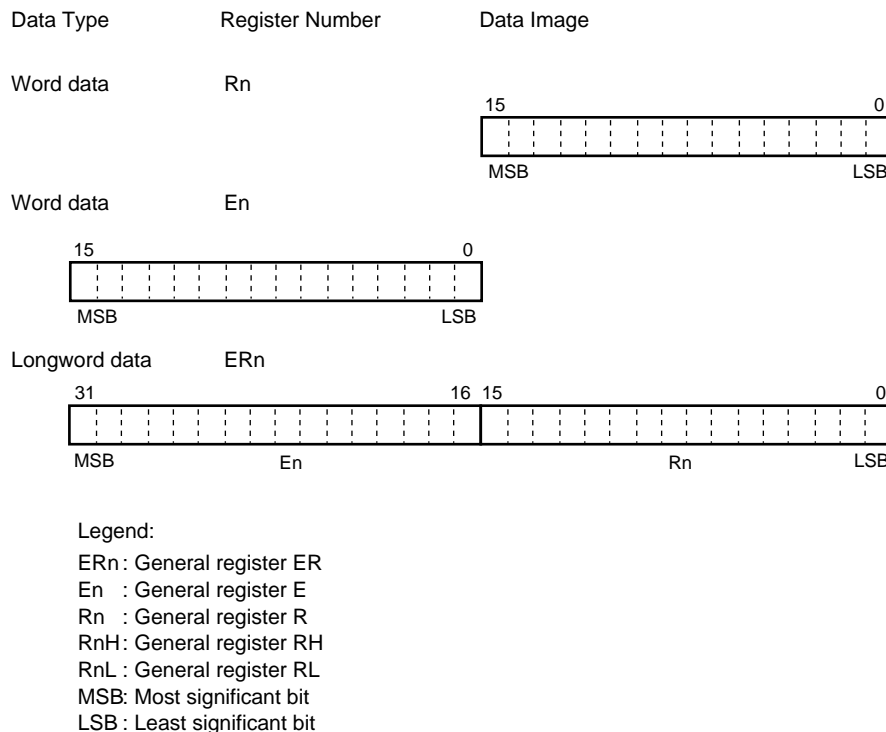 Data Type Register Number Data Image
Word data Rn
15 0
MSB LSB
Word data En
15 0
MSB LSB
Longword data ERn
31 16 15 0
MSB En Rn LSB
Legend:
ERn : General register ER
En : General register E
Rn : General register R
RnH : General register RH
RnL : General register RL
MSB: Most significant bit
LSB : Least significant bit